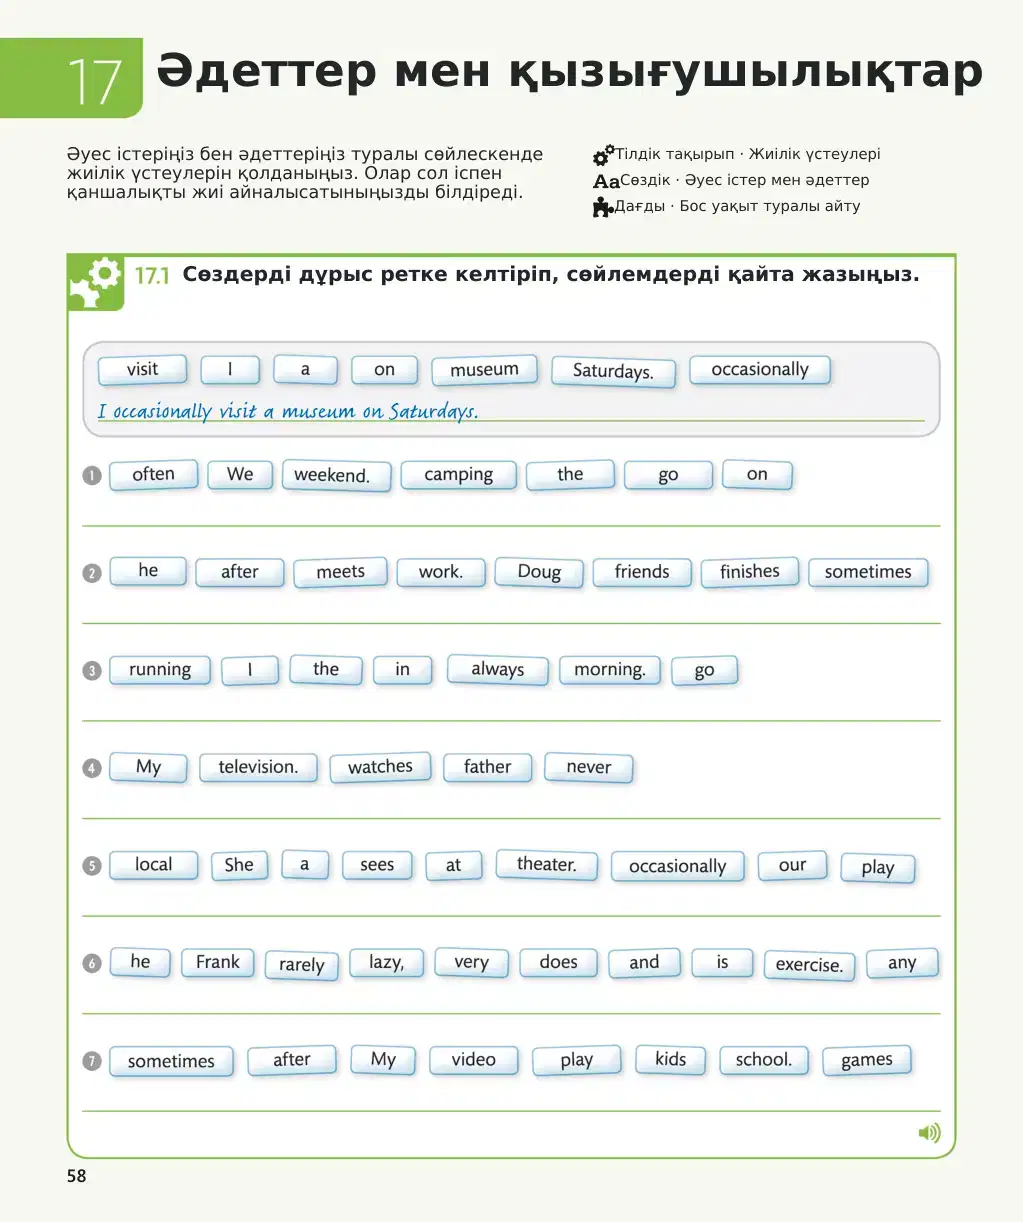 17
Әдеттер мен қызығушылықтар
Әуес істеріңіз бен әдеттеріңіз туралы сөйлескенде
жиілік үстеулерін қолданыңыз. Олар сол іспен
қаншалықты жиі айналысатыныңызды білдіреді.
Тілдік тақырып · Жиілік үстеулері
Aa Сөздік · Әуес істер мен әдеттер
Дағды · Бос уақыт туралы айту
17.1 Сөздерді дұрыс ретке келтіріп, сөйлемдерді қайта жазыңыз.
visit I a on museum Saturdays. occasionally
I occasionally visit a museum on Saturdays.
1 often We weekend. camping the go on
2 he after meets work. Doug friends finishes sometimes
3 running I the in always morning. go
4 My television. watches father never
5 local She a sees at theater. occasionally our play
6 he Frank rarely lazy, very does and is exercise. any
7 sometimes after My video play kids school. games
58